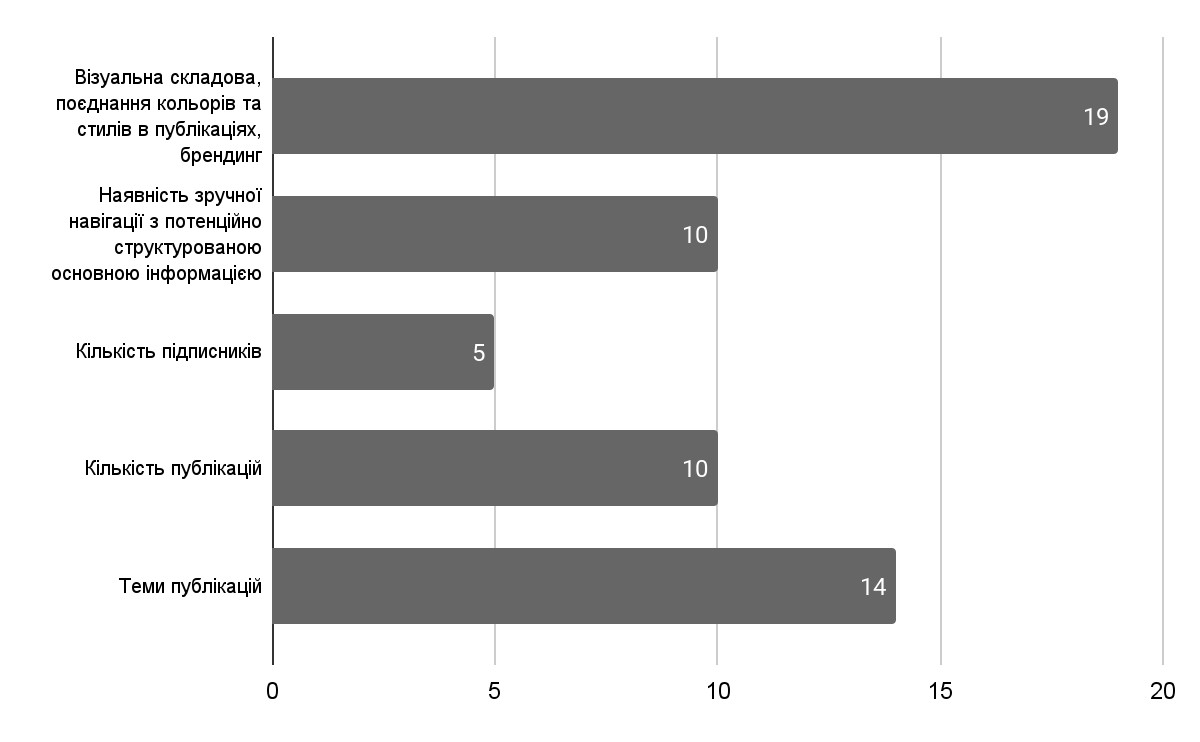 Візуальна складова,
поєднання кольорів та
стилів в публікаціях,
брендинг
19
Наявність зручної
навігації з потенційно
структурованою
основною інформацією
10
Кількість підписників
5
Кількість публікацій
10
Теми публікацій
14
0 5 10 15 20